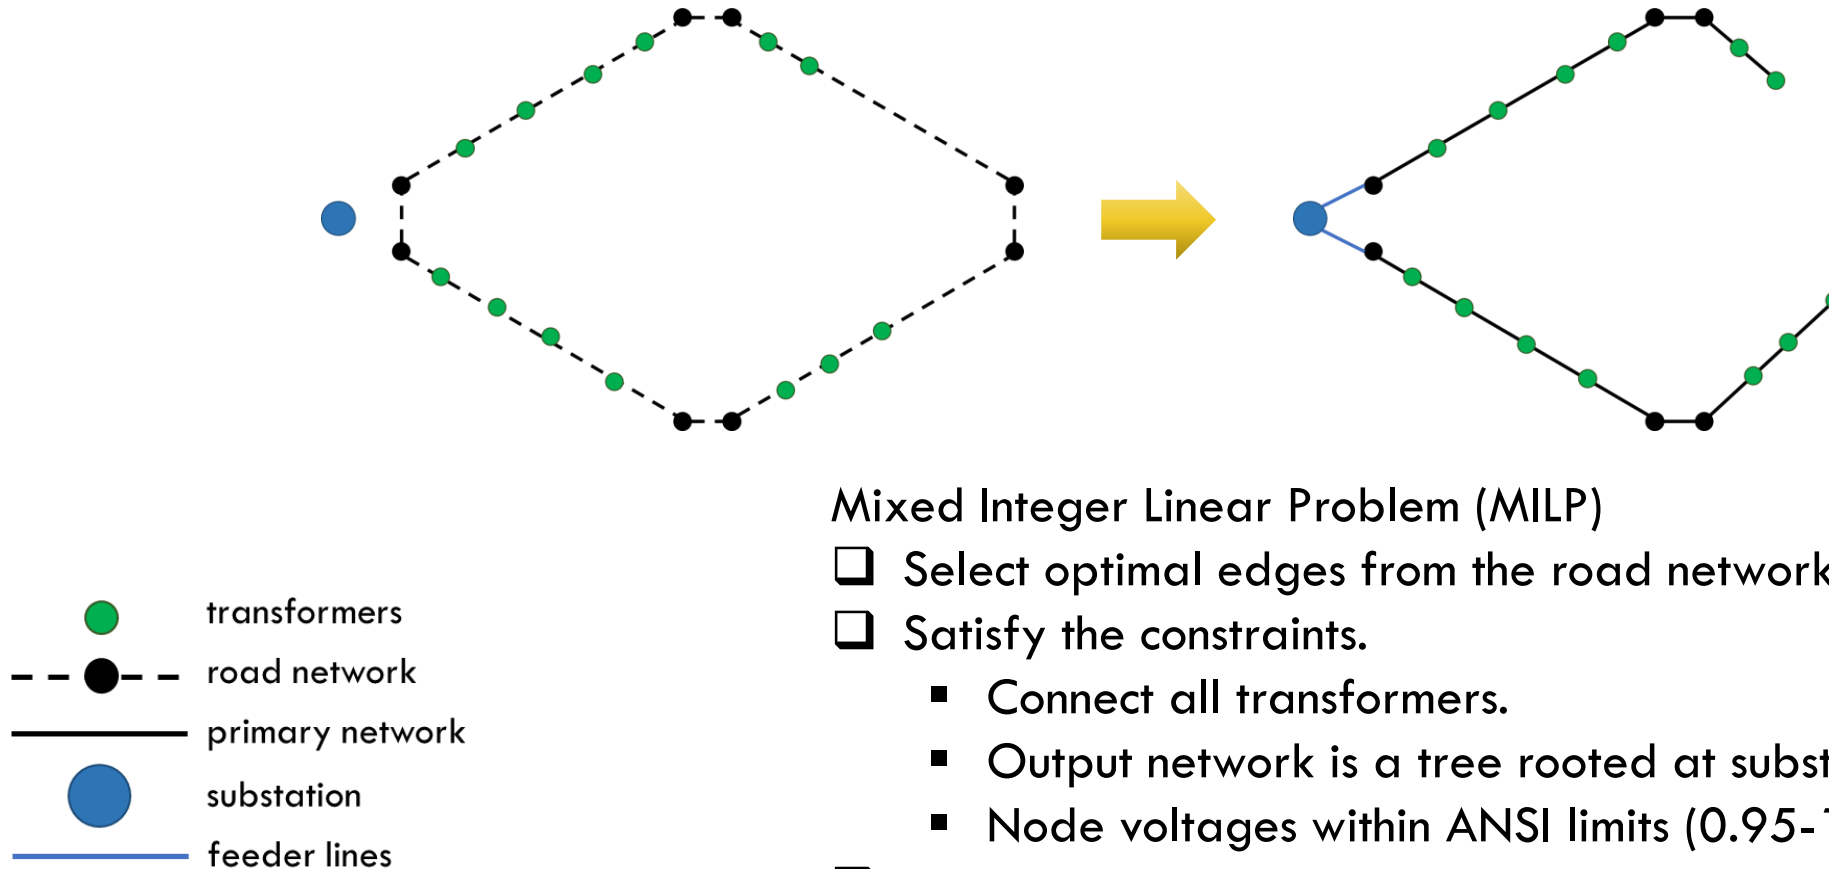 Mixed Integer Linear Problem (MILP)
Select optimal edges from the road network
Satisfy the constraints.
Connect all transformers.
Output network is a tree rooted at subst
Node voltages within ANSI limits (0.95-1
transformers
road network
primary network
substation
feeder lines